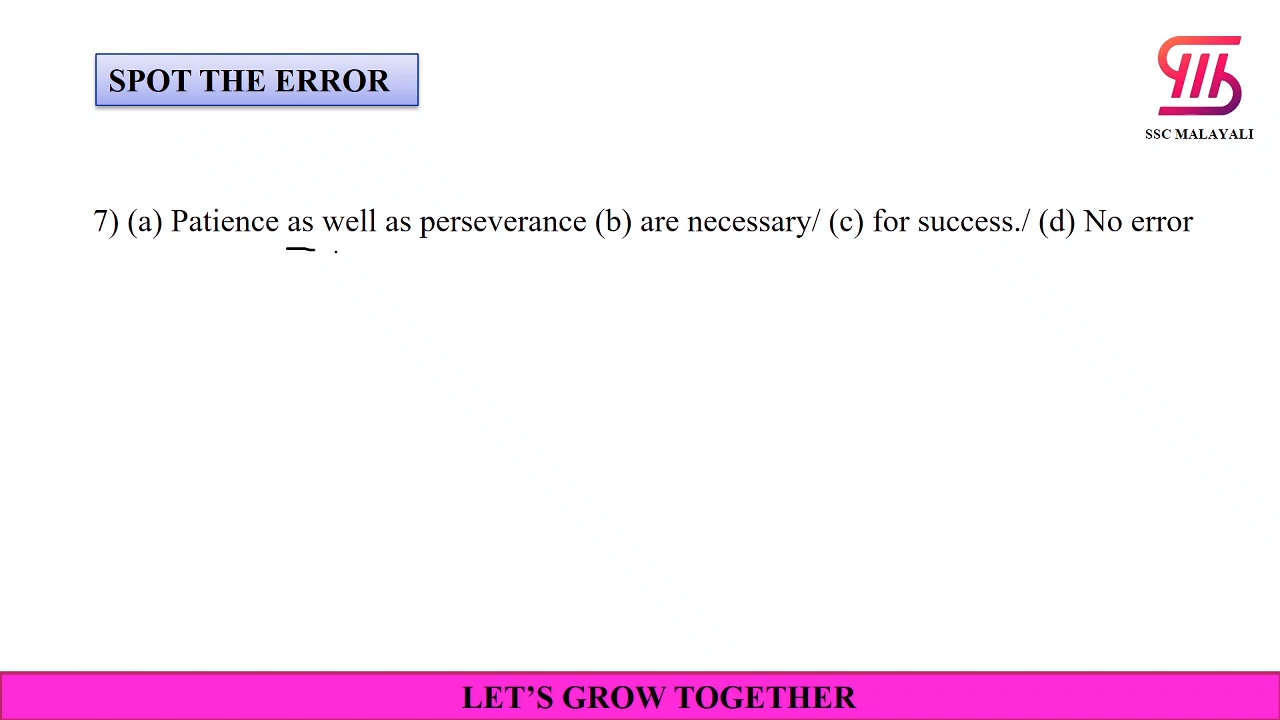 SPOT THE ERROR
SSC MALAYALI
7) (a) Patience as well as perseverance (b) are necessary/ (c) for success./ (d) No error
LET’S GROW TOGETHER